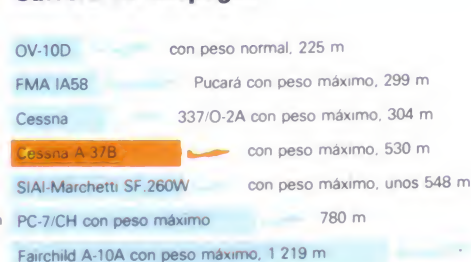 OV-10D con peso normal, 225 m
FMA IA58 Pucará con peso máximo, 299 m
Cessna 337/O-2A con peso máximo, 304 m
Cessna A-37B con peso máximo, 530 m
SIAI-Marchetti SF.260W con peso máximo, unos 548 m
PC-7/CH con peso máximo 780 m
Fairchild A-10A con peso máximo, 1 219 m